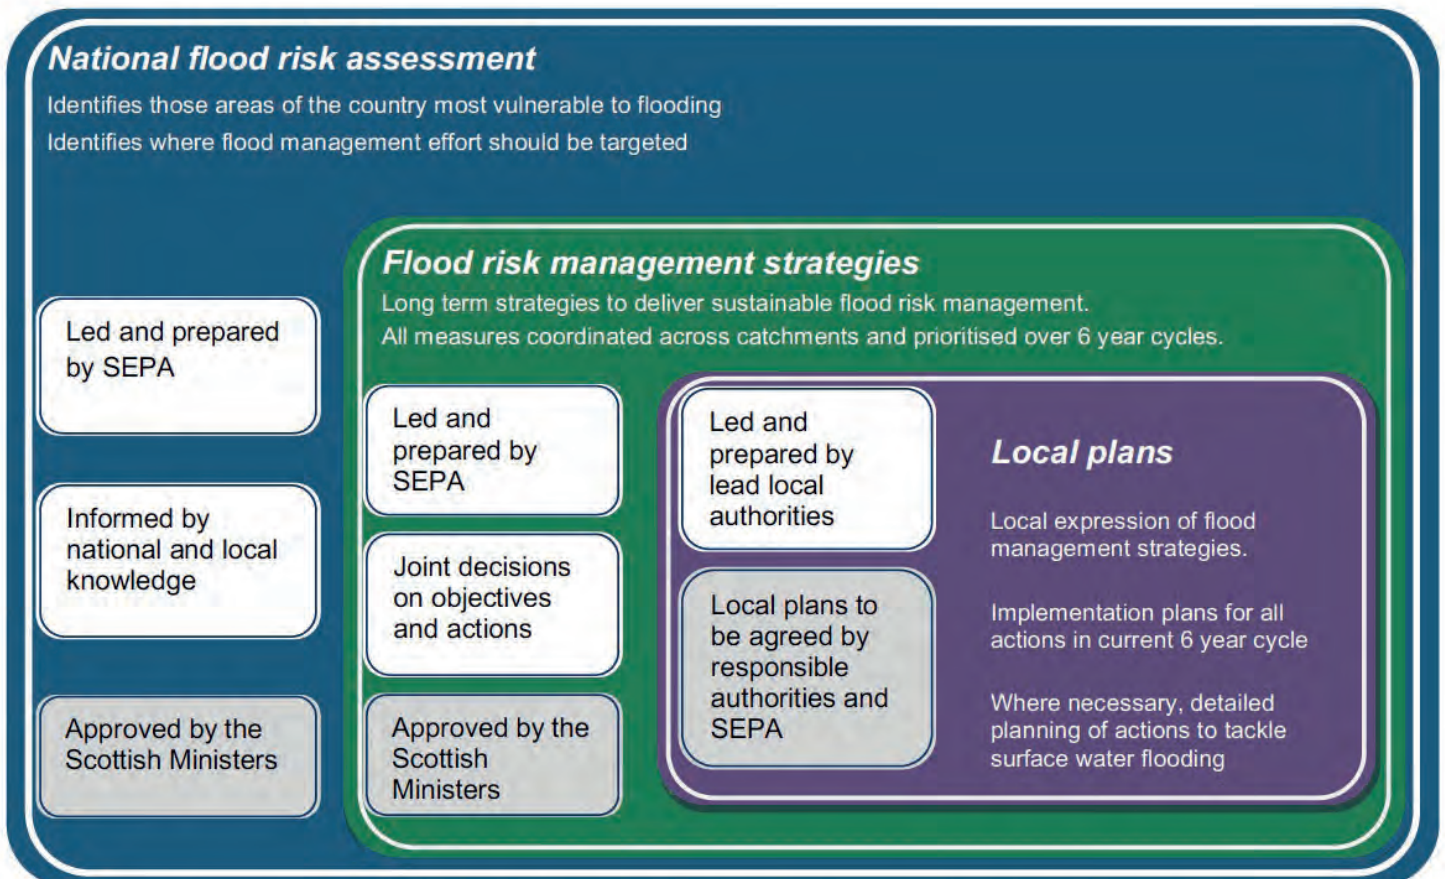 National flood risk assessment
Identifies those areas of the country most vulnerable to flooding
Identifies where flood management effort should be targeted
Led and prepared
by SEPA
Informed by
national and local
knowledge
Approved by the
Scottish Ministers
Flood risk management strategies
Long term strategies to deliver sustainable flood risk management.
All measures coordinated across catchments and prioritised over 6 year cycles.
Led and
prepared by
SEPA
Joint decisions
on objectives
and actions
Approved by the
Scottish
Ministers
Led and
prepared by
lead local
authorities
Local plans to
be agreed by
responsible
authorities and
SEPA
Local plans
Local expression of flood
management strategies.
Implementation plans for all
actions in current 6 year cycle
Where necessary, detailed
planning of actions to tackle
surface water flooding